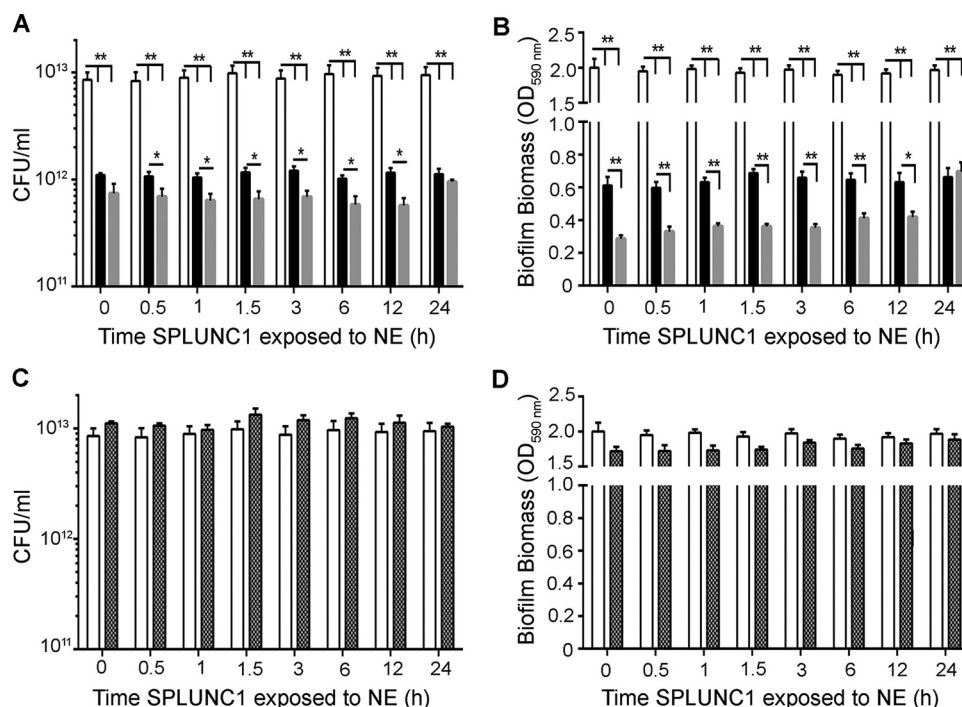 A
CFU/ml
10^13
10^12
10^11
** ** ** ** ** ** ** **
* * * * * *
0 0.5 1 1.5 3 6 12 24
Time SPLUNC1 exposed to NE (h)
B
Biofilm Biomass (OD590 nm)
2.5
2.0
1.5
1.0
0.8
0.6
0.4
0.2
0
** ** ** ** ** ** ** **
** ** ** ** ** ** *
0 0.5 1 1.5 3 6 12 24
Time SPLUNC1 exposed to NE (h)
C
CFU/ml
10^13
10^12
10^11
0 0.5 1 1.5 3 6 12 24
Time SPLUNC1 exposed to NE (h)
D
Biofilm Biomass (OD590 nm)
2.5
2.0
1.5
1.0
0.8
0.6
0.4
0.2
0
0 0.5 1 1.5 3 6 12 24
Time SPLUNC1 exposed to NE (h)